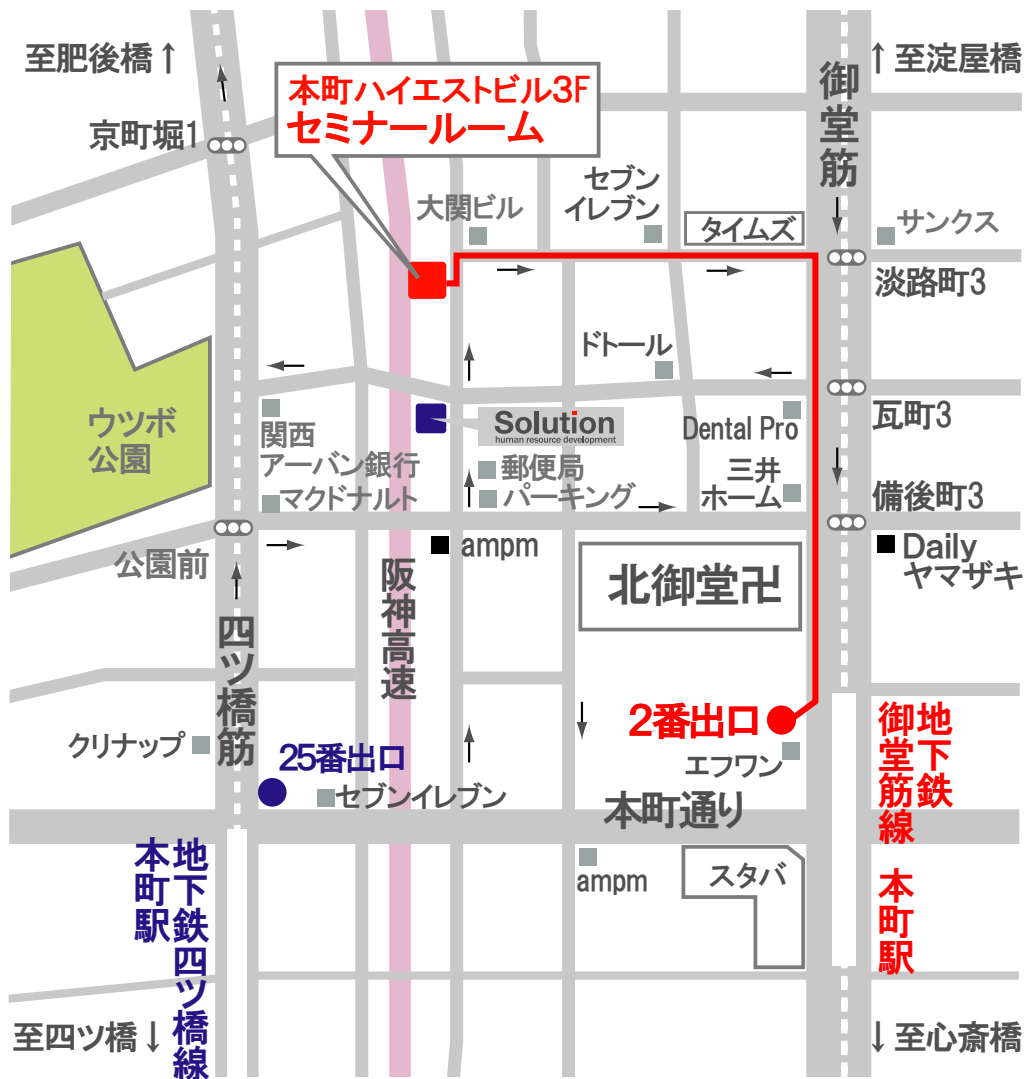 至肥後橋↑
↑至淀屋橋
本町ハイエストビル3F
セミナールーム
御堂筋
京町堀1
セブン
イレブン
大関ビル
タイムズ
サンクス
淡路町3
ドトール
ウツボ
公園
関西
アーバン銀行
マクドナルト
Solution
human resource development
郵便局
パーキング
Dental Pro
三井
ホーム
瓦町3
備後町3
公園前
ampm
阪神高速
北御堂卍
Daily
ヤマザキ
四ツ橋筋
クリナップ
25番出口
セブンイレブン
2番出口
エフワン
本町通り
地下鉄
御堂筋線 本町駅
ampm
スタバ
地下鉄四ツ橋線
本町駅
至四ツ橋↓
↓至心斎橋